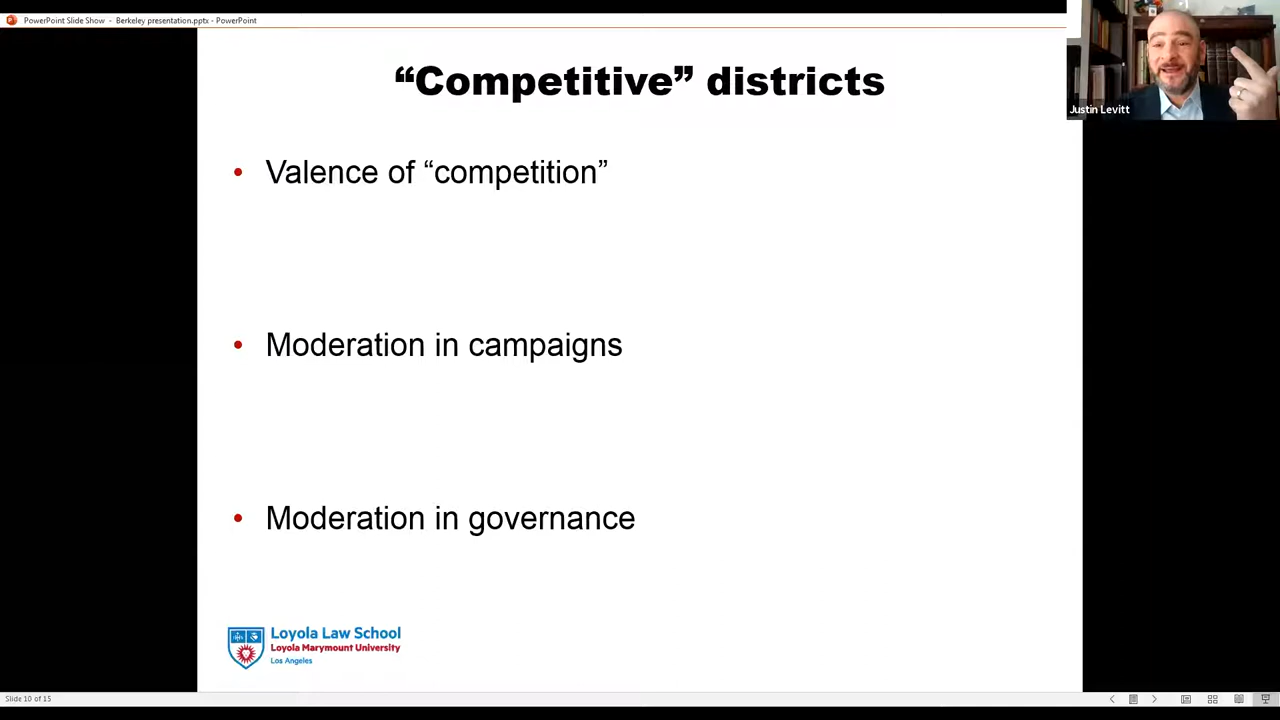 PowerPoint Slide Show - Berkeley presentation.pptx - PowerPoint
“Competitive” districts
Justin Levitt
• Valence of “competition”
• Moderation in campaigns
• Moderation in governance
Loyola Law School
Loyola Marymount University
Los Angeles
Slide 10 of 15